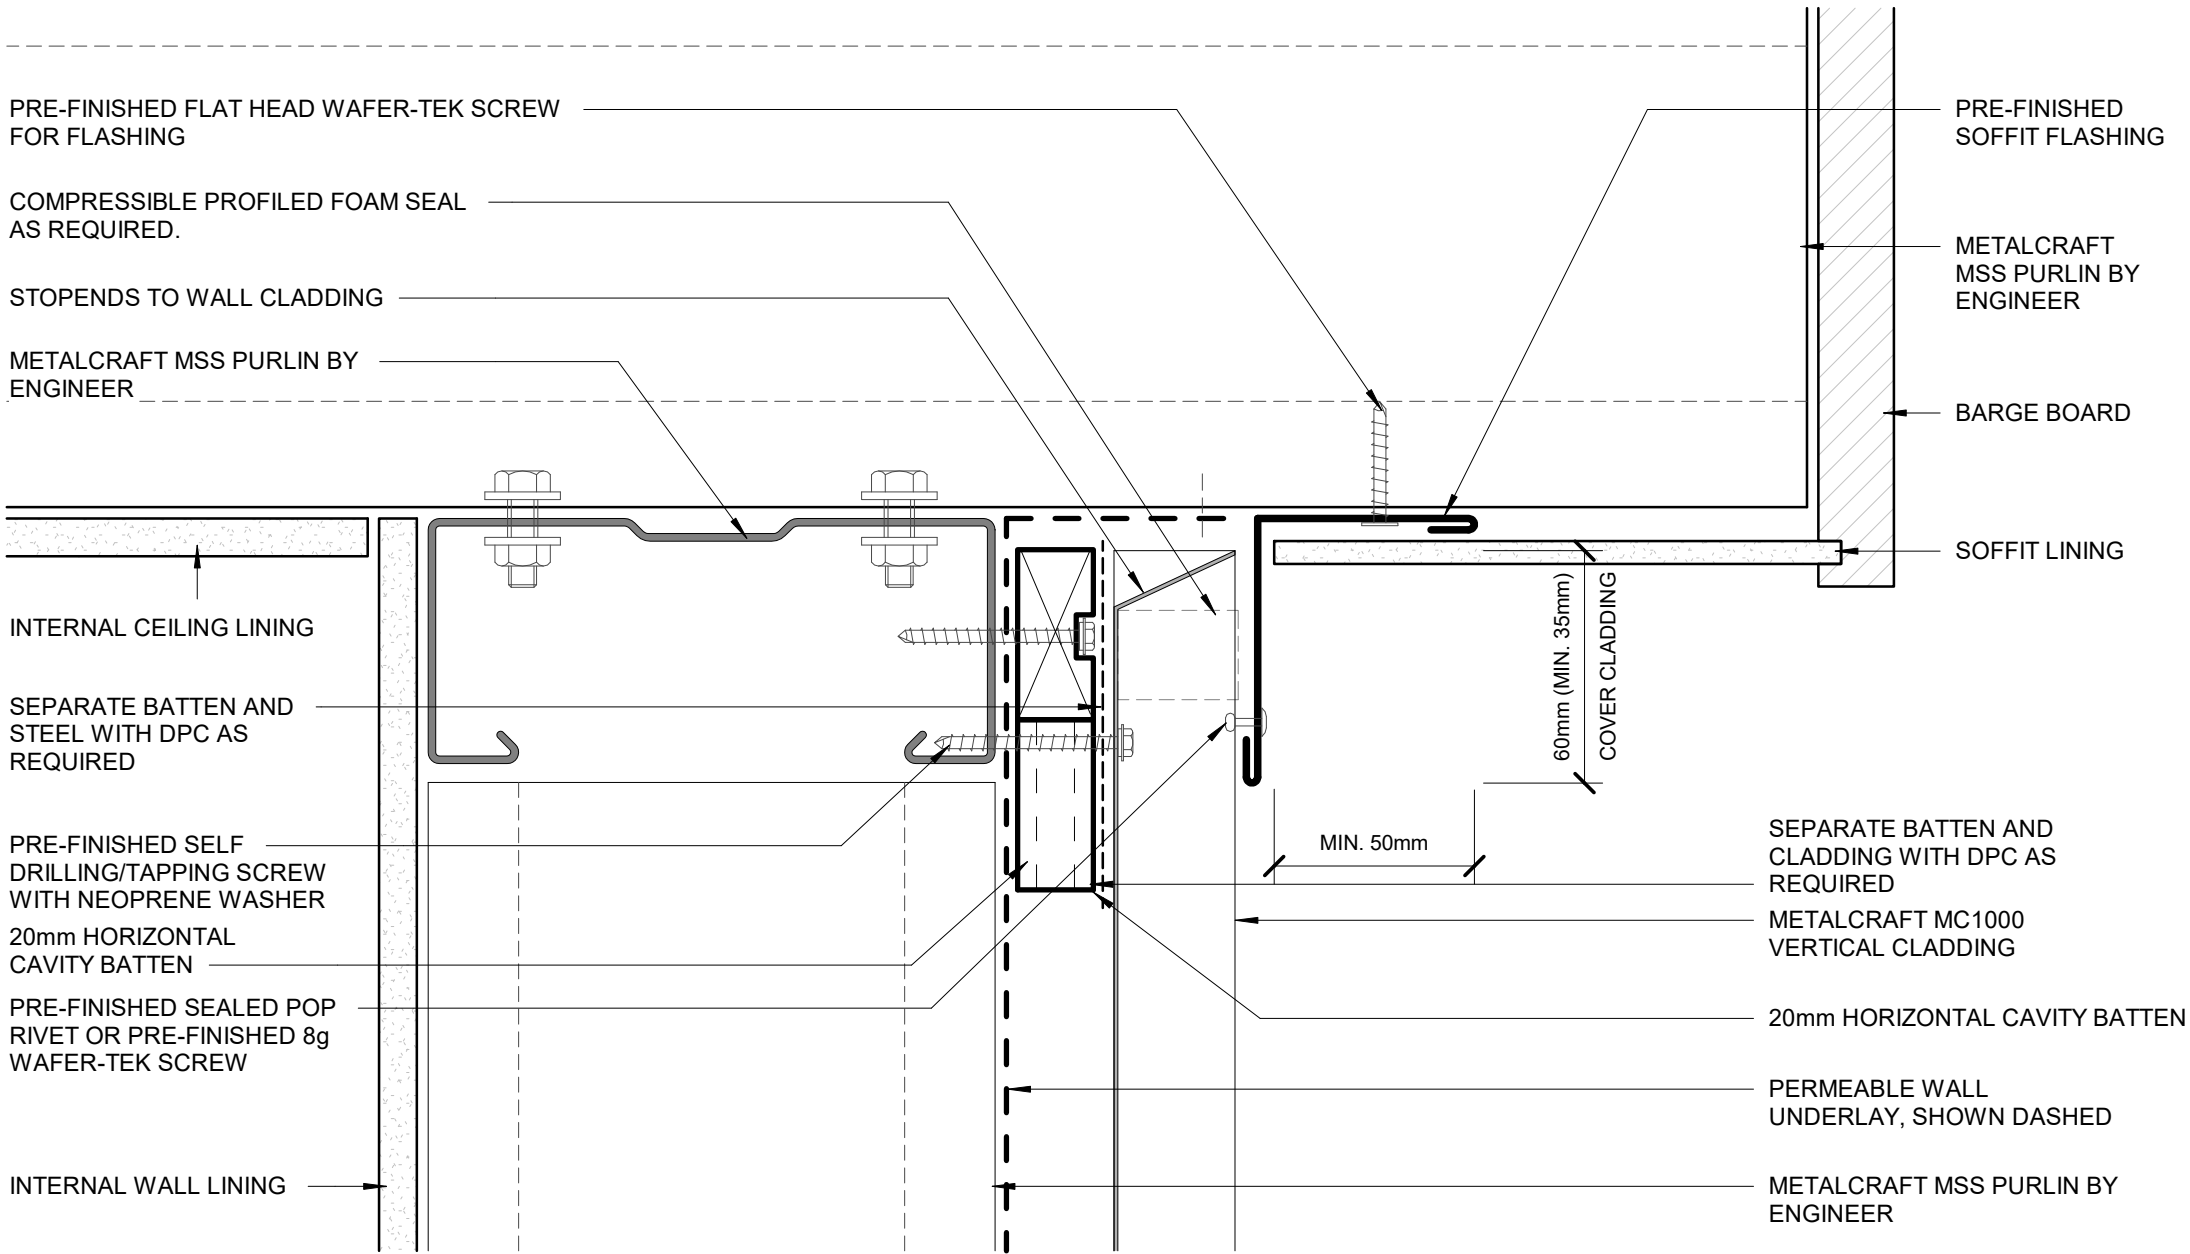 PRE-FINISHED FLAT HEAD WAFER-TEK SCREW
FOR FLASHING
COMPRESSIBLE PROFILED FOAM SEAL
AS REQUIRED.
STOPENDS TO WALL CLADDING
METALCRAFT MSS PURLIN BY
ENGINEER
INTERNAL CEILING LINING
SEPARATE BATTEN AND
STEEL WITH DPC AS
REQUIRED
PRE-FINISHED SELF
DRILLING/TAPPING SCREW
WITH NEOPRENE WASHER
20mm HORIZONTAL
CAVITY BATTEN
PRE-FINISHED SEALED POP
RIVET OR PRE-FINISHED 8g
WAFER-TEK SCREW
INTERNAL WALL LINING
60mm (MIN. 35mm)
COVER CLADDING
MIN. 50mm
PRE-FINISHED
SOFFIT FLASHING
METALCRAFT
MSS PURLIN BY
ENGINEER
BARGE BOARD
SOFFIT LINING
SEPARATE BATTEN AND
CLADDING WITH DPC AS
REQUIRED
METALCRAFT MC1000
VERTICAL CLADDING
20mm HORIZONTAL CAVITY BATTEN
PERMEABLE WALL
UNDERLAY, SHOWN DASHED
METALCRAFT MSS PURLIN BY
ENGINEER